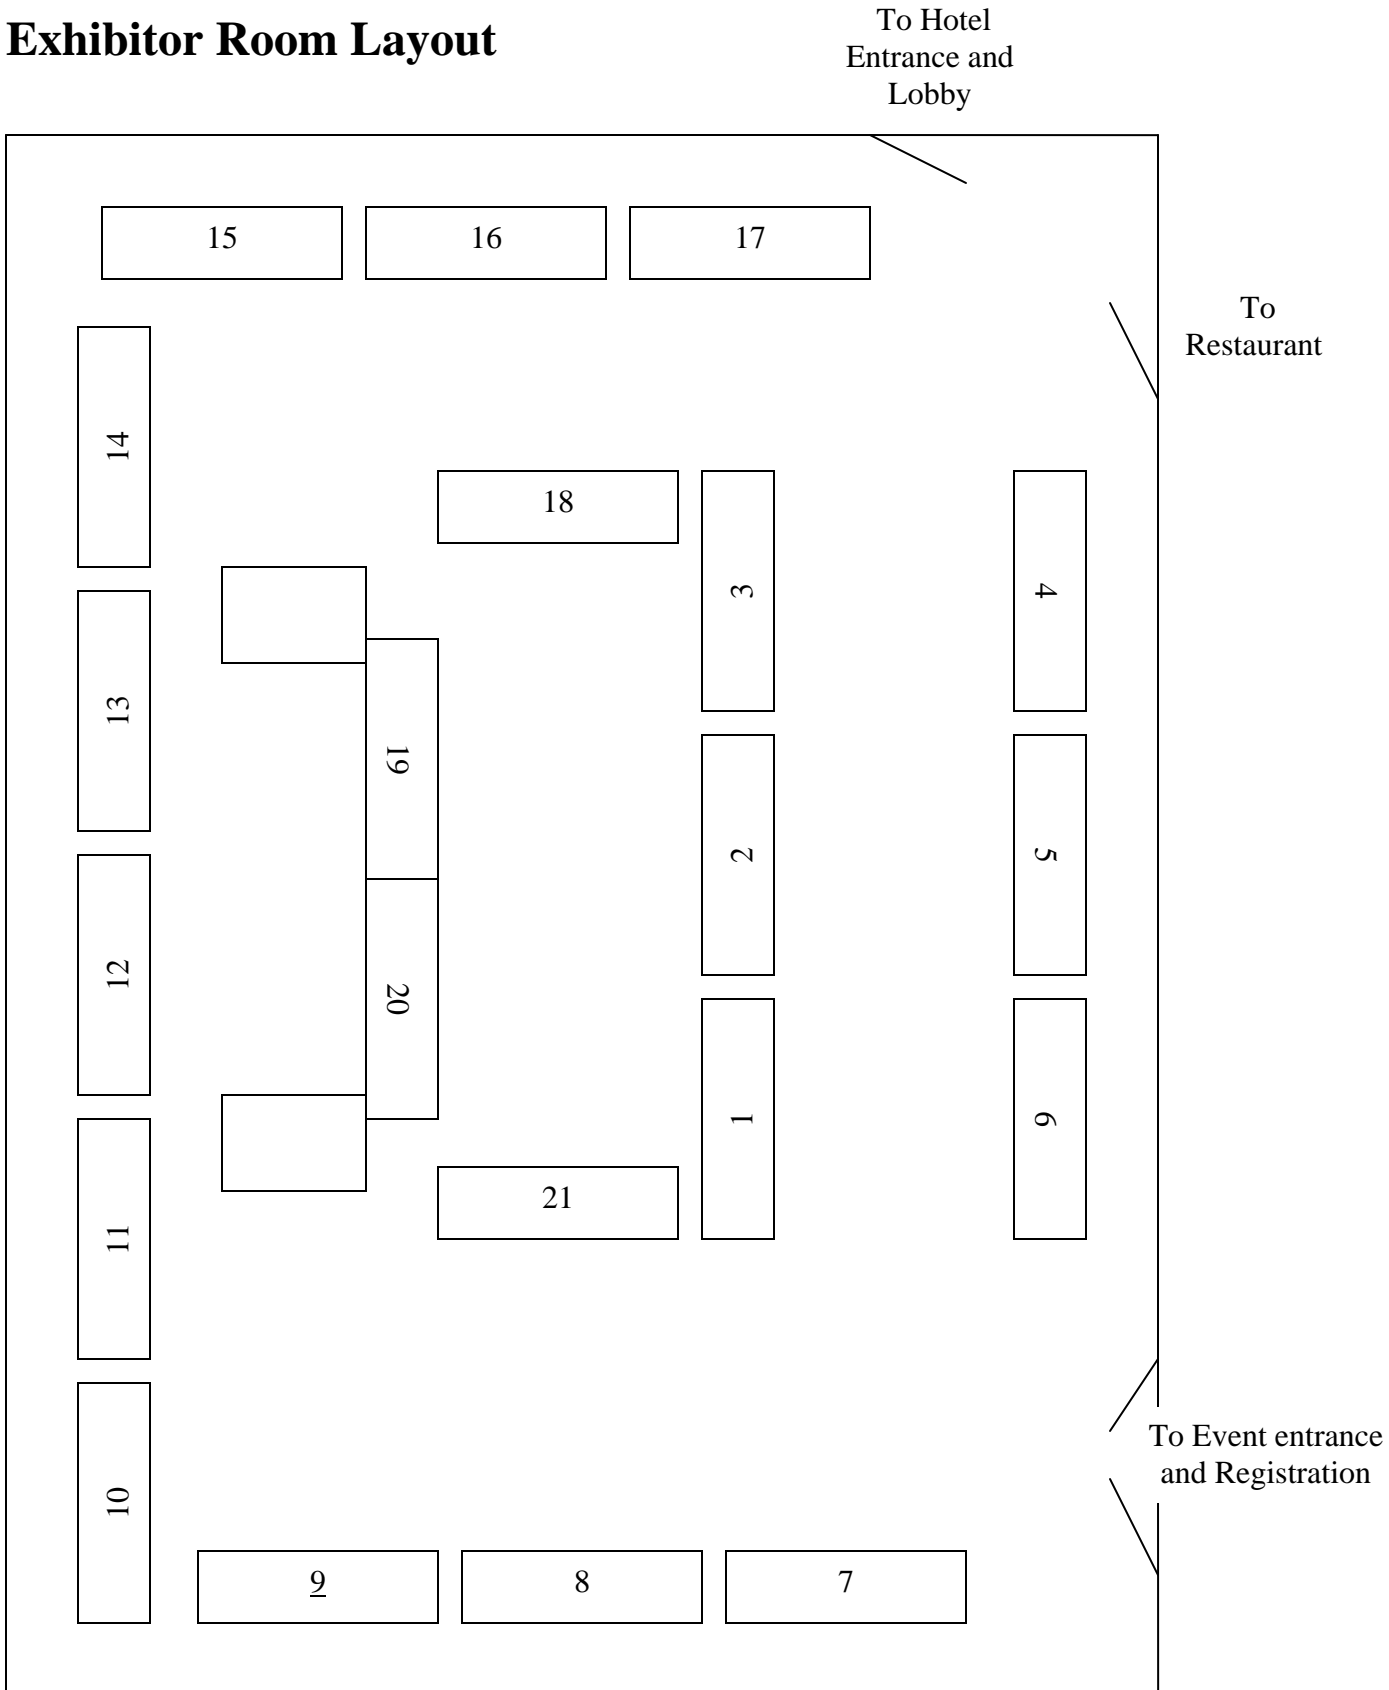 Exhibitor Room Layout
To Hotel
Entrance and
Lobby
15
16
17
To
Restaurant
14
18
3
4
13
19
2
5
12
20
1
6
11
21
To Event entrance
and Registration
10
9
8
7